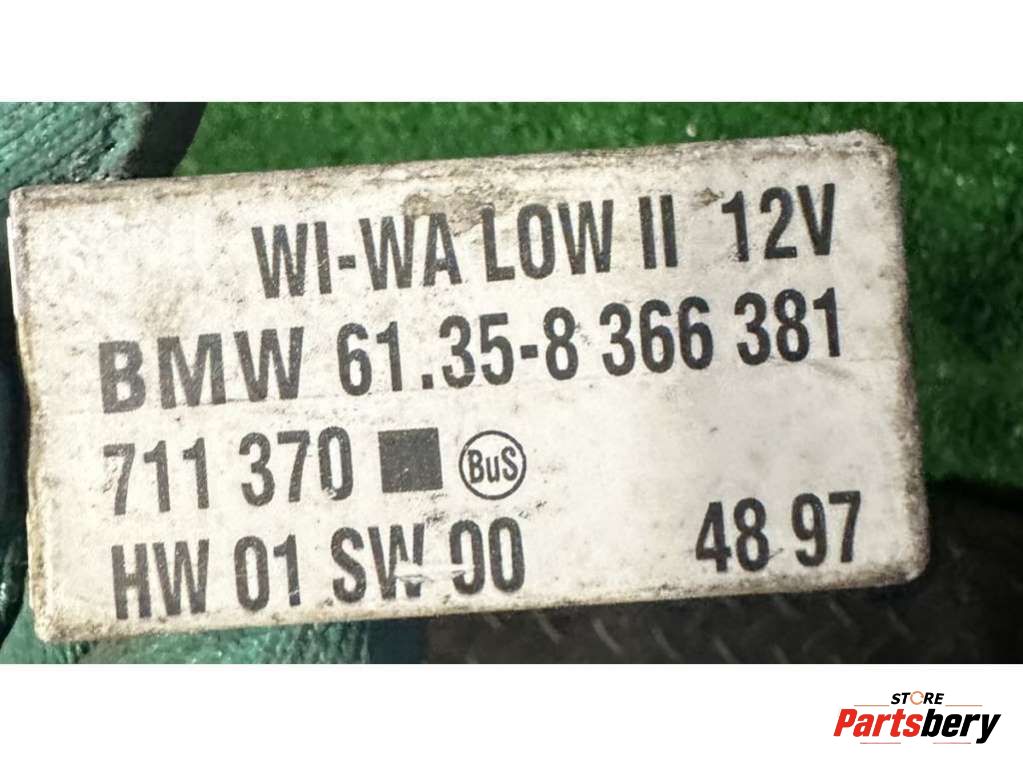 WI-WA LOW II 12V
BMW 61.35-8 366 381
711 370 BuS
HW 01 SW 00 48 97
STORE
Partsbery